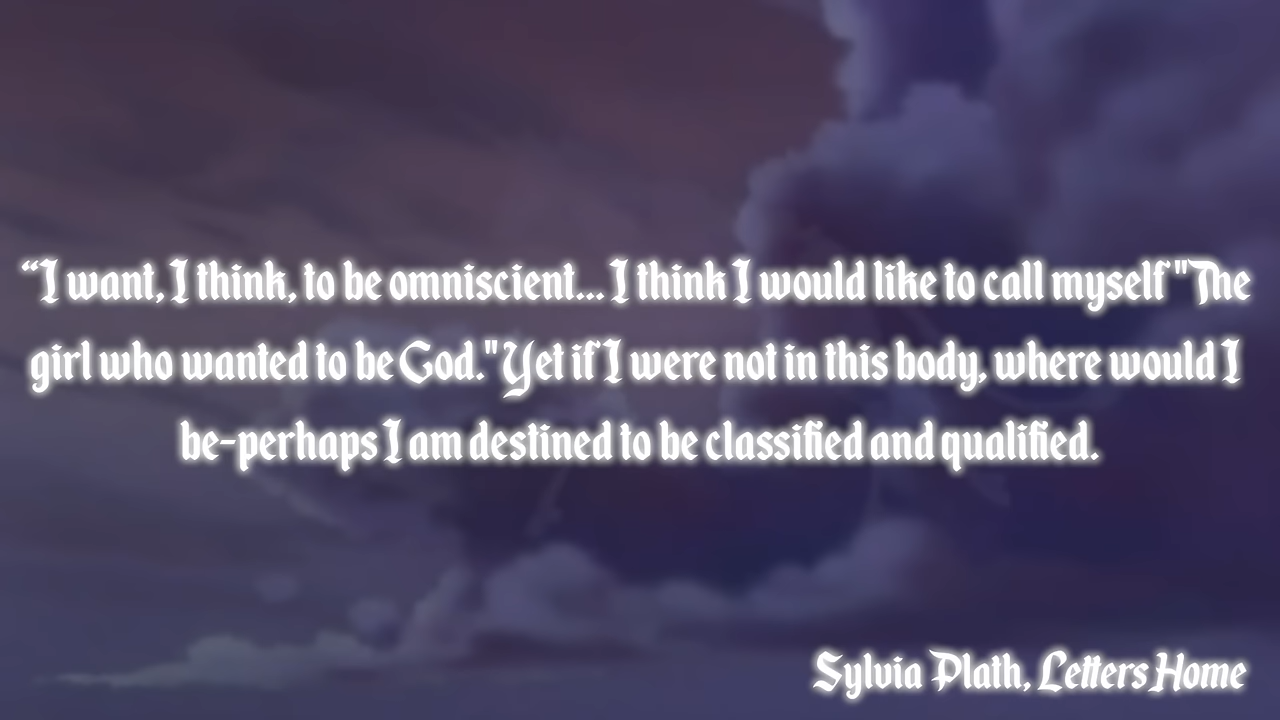 “I want, I think, to be omniscient... I think I would like to call myself "The
girl who wanted to be God." Yet if I were not in this body, where would I
be-perhaps I am destined to be classified and qualified.
Sylvia Plath, Letters Home